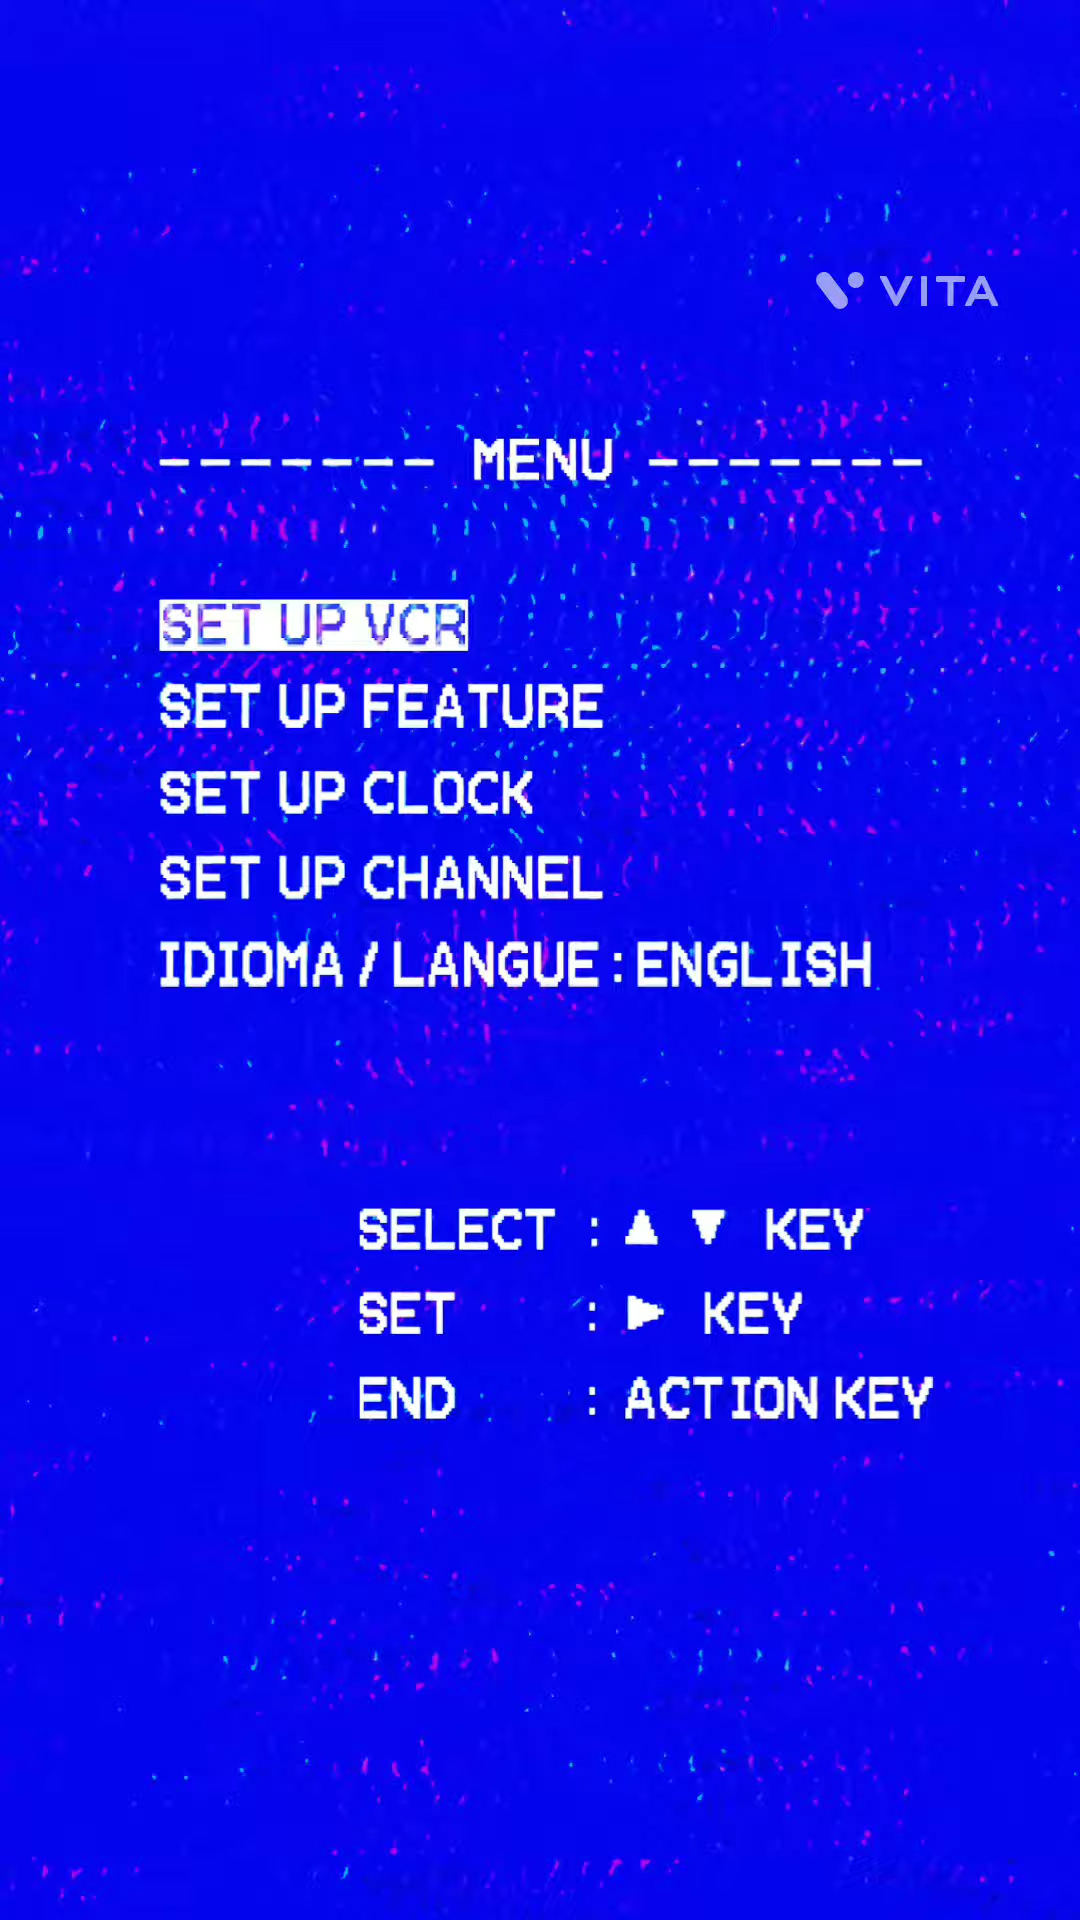 VITA
------- MENU -------
SET UP VCR
SET UP FEATURE
SET UP CLOCK
SET UP CHANNEL
IDIOMA / LANGUE : ENGLISH
SELECT : ▲ ▼ KEY
SET : ► KEY
END : ACTION KEY